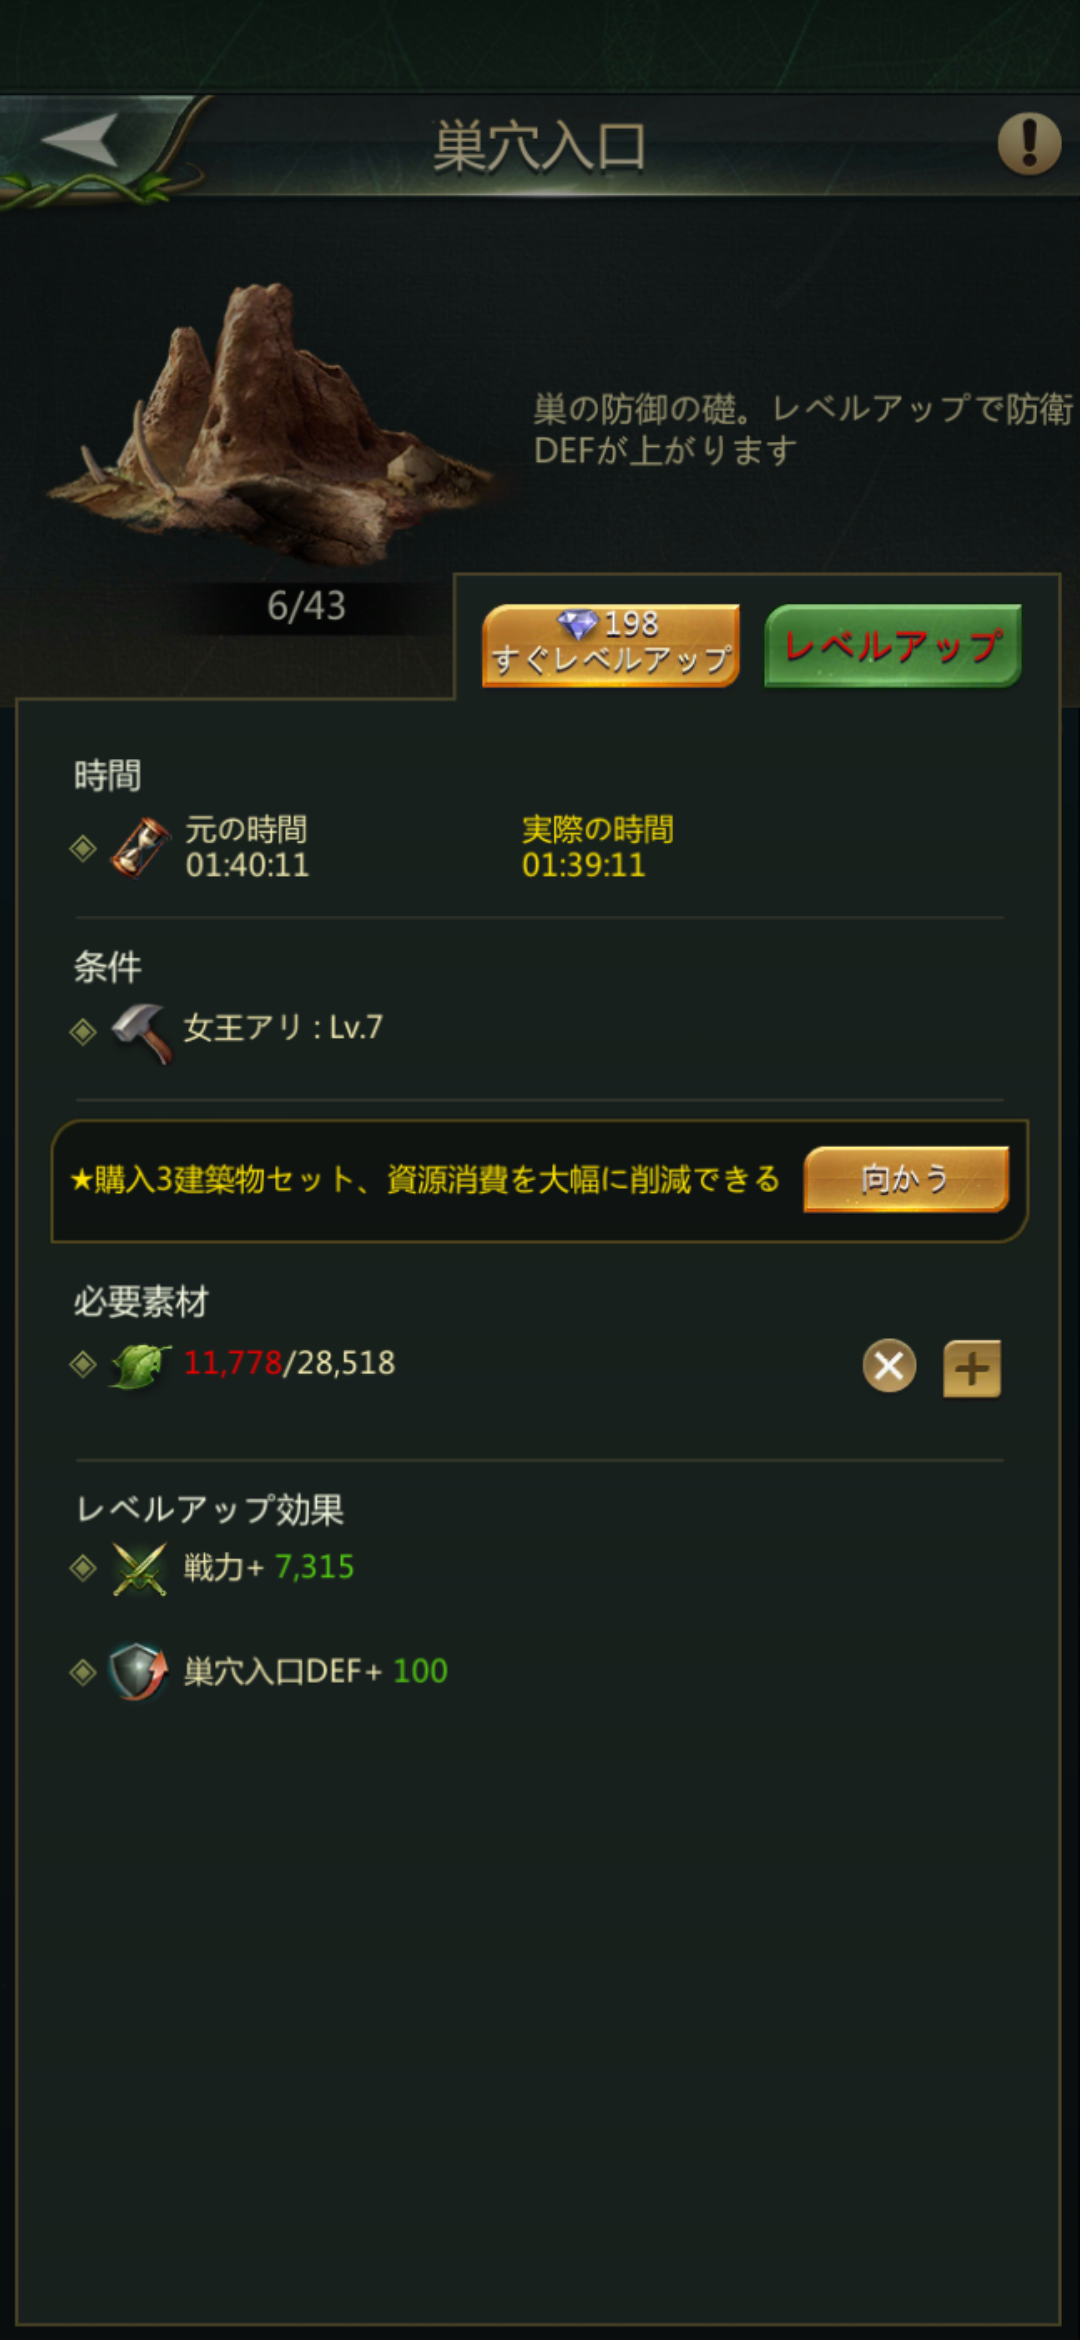 巣穴入口
巣の防御の礎。レベルアップで防衛
DEFが上がります
6/43
198
すぐレベルアップ
レベルアップ
時間
元の時間 実際の時間
01:40:11 01:39:11
条件
女王アリ : Lv.7
★購入3建築物セット、資源消費を大幅に削減できる 向かう
必要素材
11,778/28,518
レベルアップ効果
戦力+ 7,315
巣穴入口DEF+ 100